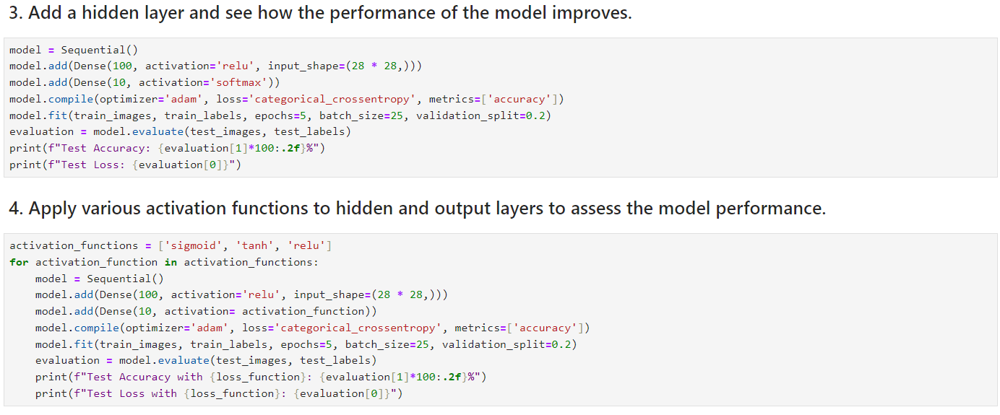 3. Add a hidden layer and see how the performance of the model improves.
model = Sequential()
model.add(Dense(100, activation='relu', input_shape=(28 * 28,)))
model.add(Dense(10, activation='softmax'))
model.compile(optimizer='adam', loss='categorical_crossentropy', metrics=['accuracy'])
model.fit(train_images, train_labels, epochs=5, batch_size=25, validation_split=0.2)
evaluation = model.evaluate(test_images, test_labels)
print(f"Test Accuracy: {evaluation[1]*100:.2f}%")
print(f"Test Loss: {evaluation[0]}")
4. Apply various activation functions to hidden and output layers to assess the model performance.
activation_functions = ['sigmoid', 'tanh', 'relu']
for activation_function in activation_functions:
    model = Sequential()
    model.add(Dense(100, activation='relu', input_shape=(28 * 28,)))
    model.add(Dense(10, activation= activation_function))
    model.compile(optimizer='adam', loss='categorical_crossentropy', metrics=['accuracy'])
    model.fit(train_images, train_labels, epochs=5, batch_size=25, validation_split=0.2)
    evaluation = model.evaluate(test_images, test_labels)
    print(f"Test Accuracy with {loss_function}: {evaluation[1]*100:.2f}%")
    print(f"Test Loss with {loss_function}: {evaluation[0]}")